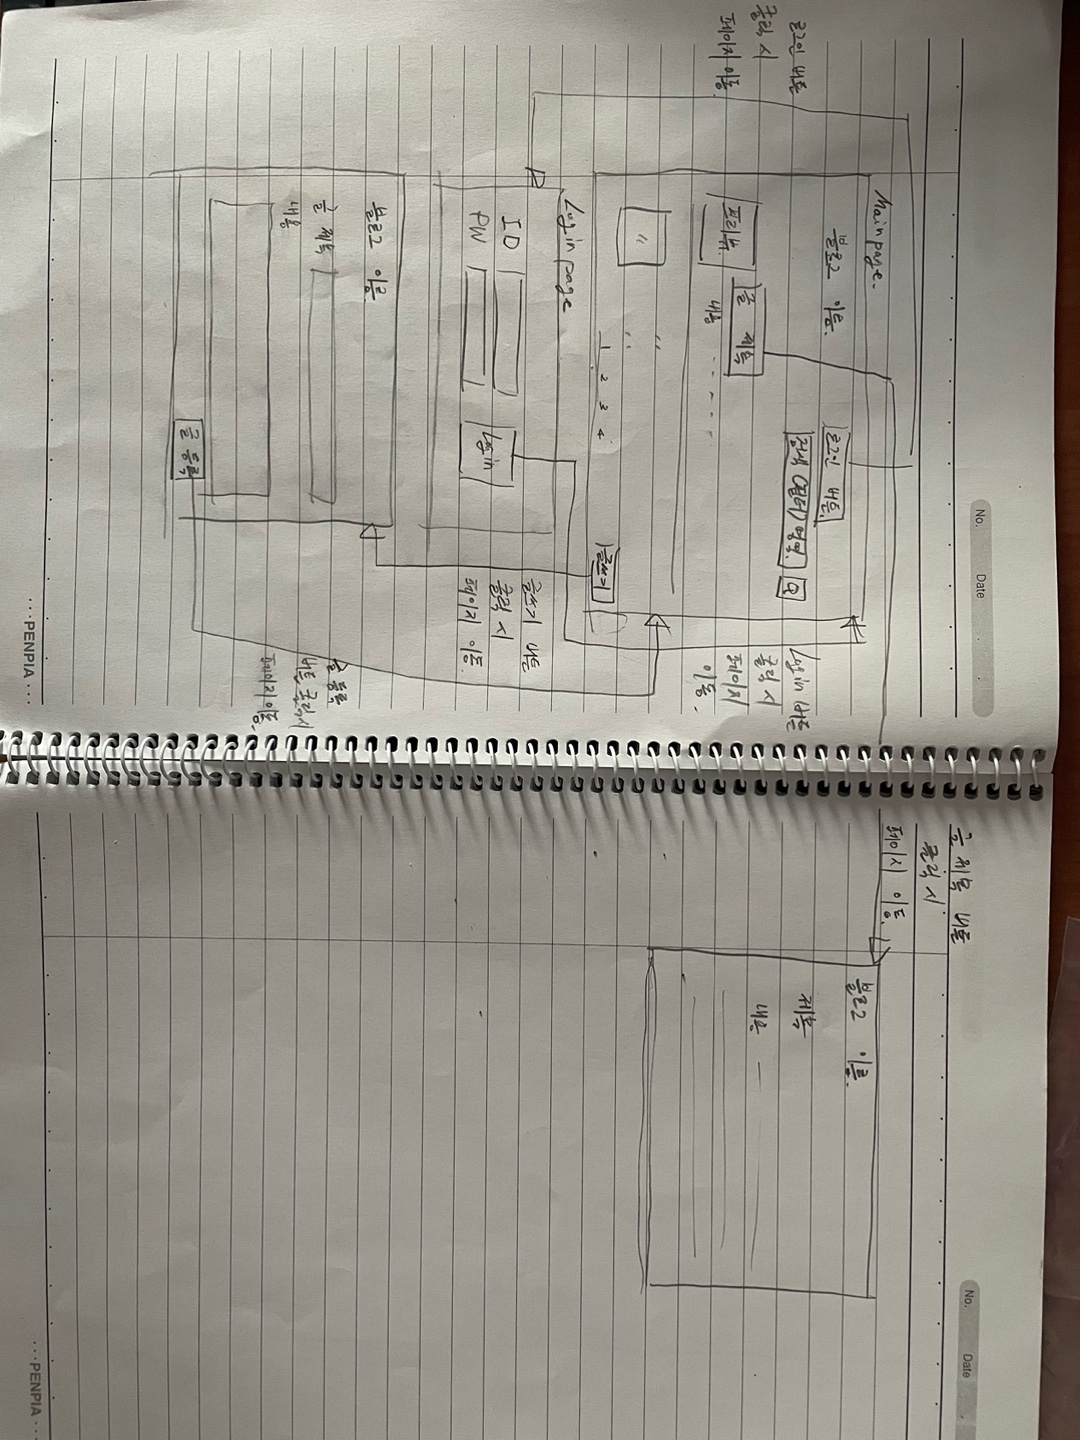 No. Date
Main page.
블로그 이름.
로그인 버튼.
검색 (필터) 영역. Q
로그인 버튼
클릭 시
페이지 이동.
프리뷰.
글 제목
내용 - - - - -
Login 버튼
클릭 시
페이지
이동.
〃 〃
1 2 3 4
글쓰기
Login page
ID
PW
Login
글쓰기 버튼
클릭 시
페이지 이동.
블로그 이름.
글 제목
내용
글 등록
글 등록
버튼 클릭시
페이지 이동.
···PENPIA···
No. Date
글 제목 버튼
클릭 시
페이지 이동.
블로그 이름.
제목
내용
···PENPIA···